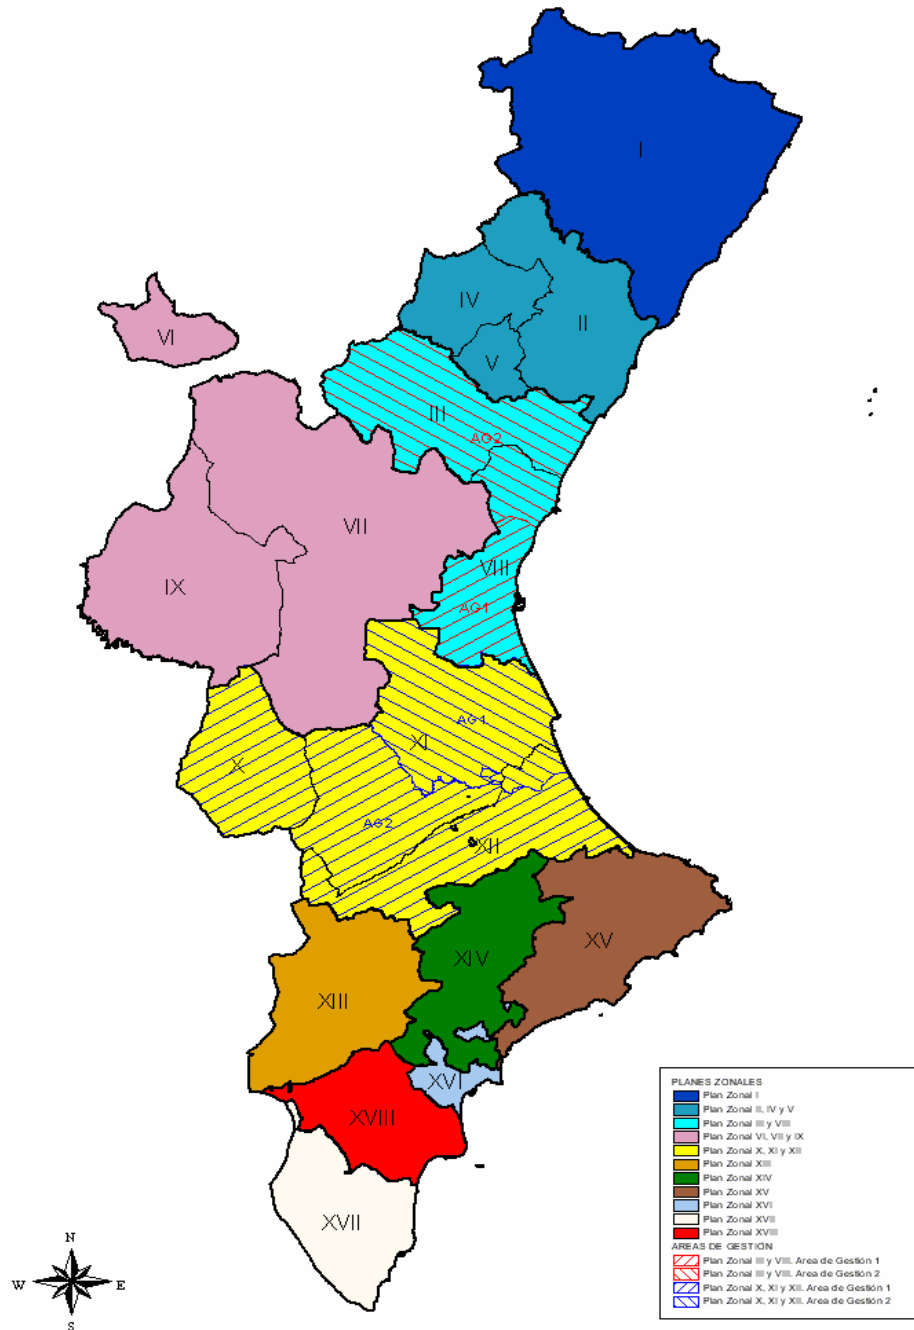 I
IV
II
VI
V
III
AG2
VII
VIII
IX
AG1
AG1
XI
X
AG2
XII
XV
XIV
XIII
XVI
XVIII
XVII
PLANES ZONALES
Plan Zonal I
Plan Zonal II, IV y V
Plan Zonal III y VIII
Plan Zonal VI, VII y IX
Plan Zonal X, XI y XII
Plan Zonal XIII
Plan Zonal XIV
Plan Zonal XV
Plan Zonal XVI
Plan Zonal XVII
Plan Zonal XVIII
AREAS DE GESTIÓN
Plan Zonal III y VIII. Area de Gestión 1
Plan Zonal III y VIII. Area de Gestión 2
Plan Zonal X, XI y XII. Area de Gestión 1
Plan Zonal X, XI y XII. Area de Gestión 2
N
W E
S